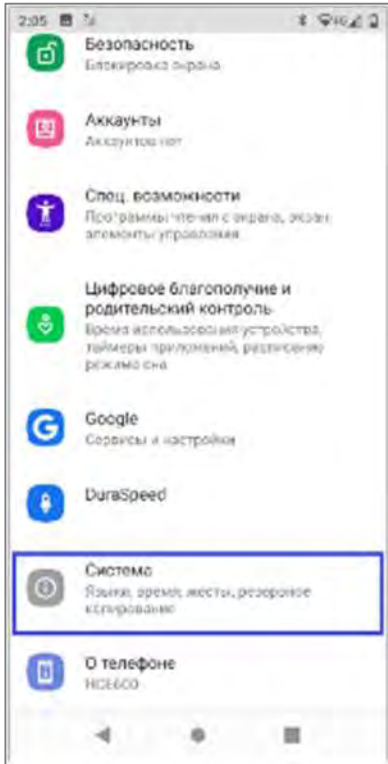 2:05
Безопасность
Блокировка экрана
Аккаунты
Аккаунтов нет
Спец. возможности
Программы чтения с экрана, экран
элементы управления
Цифровое благополучие и
родительский контроль
Время использования устройства,
таймеры приложений, расписание
режима сна
Google
Сервисы и настройки
DuraSpeed
Система
Языки, время, жесты, резервное
копирование
О телефоне